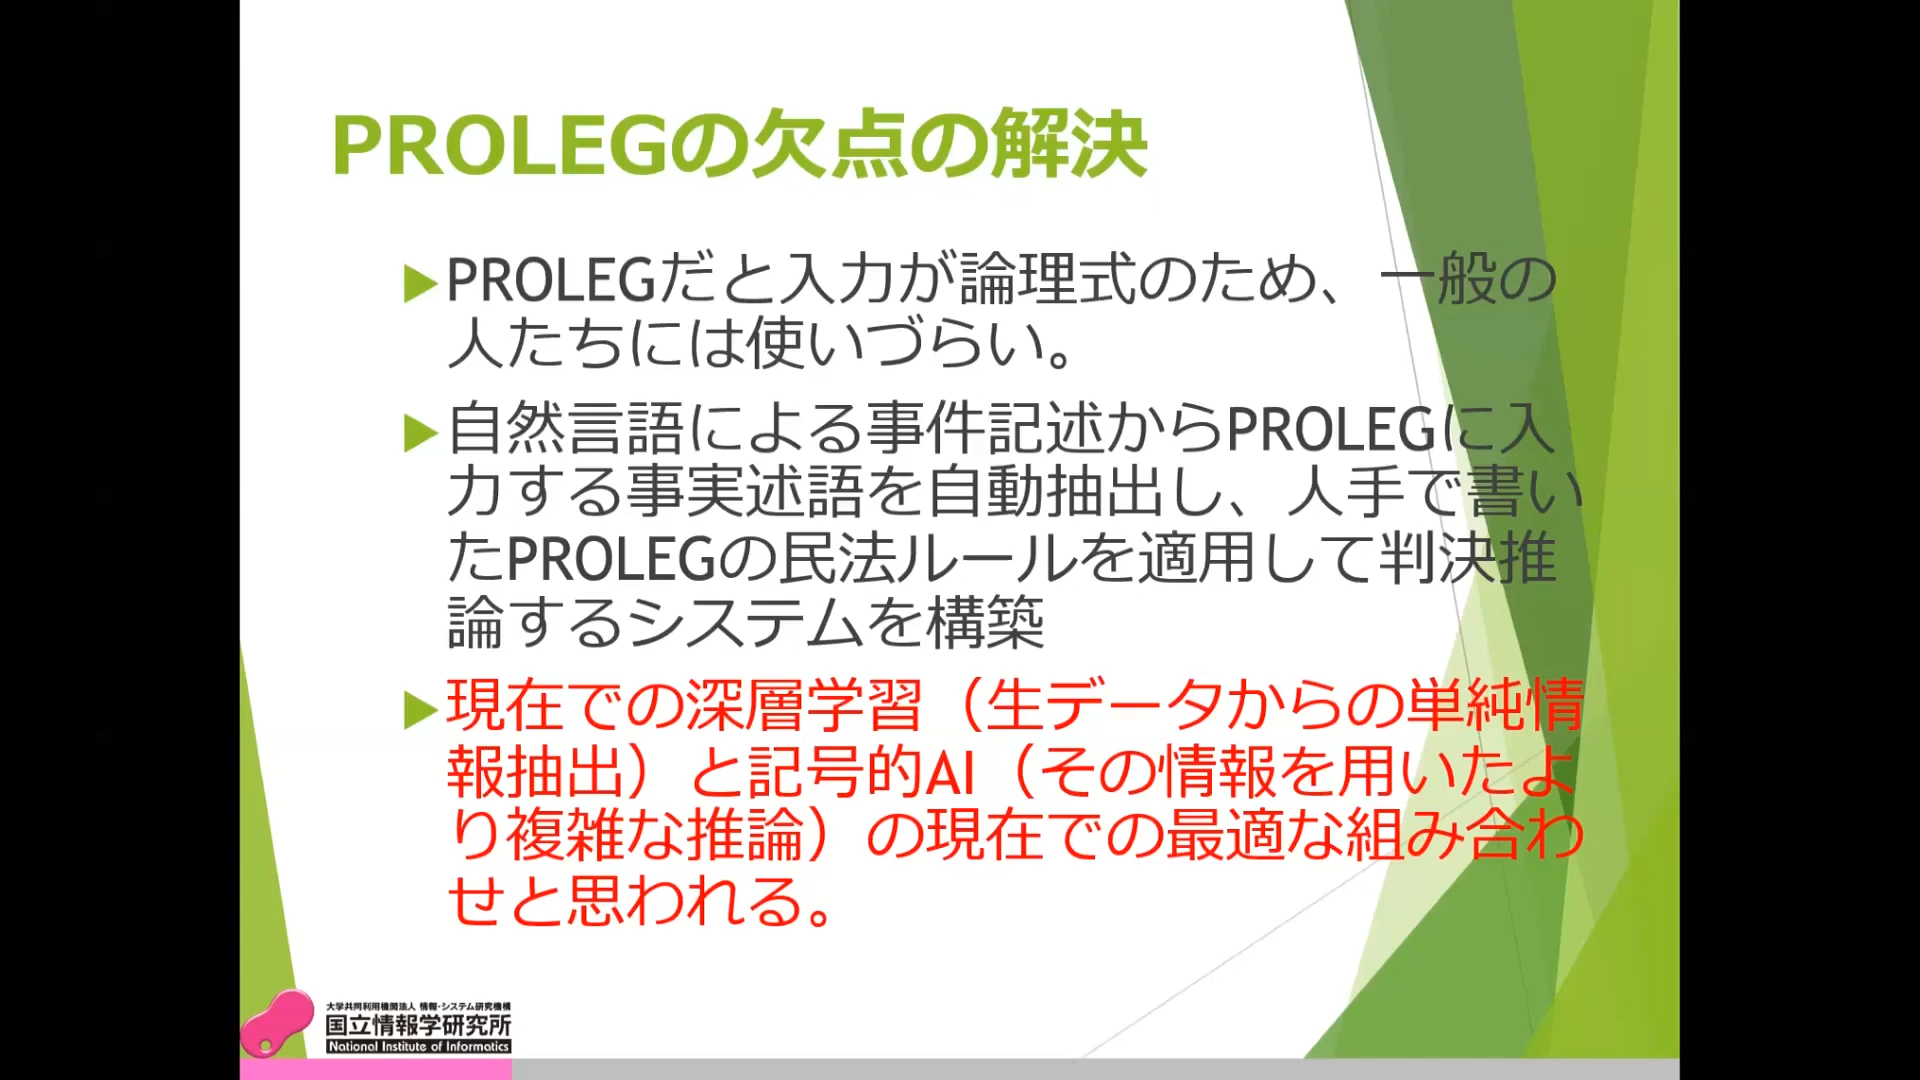 PROLEGの欠点の解決
PROLEGだと入力が論理式のため、一般の
人たちには使いづらい。
自然言語による事件記述からPROLEGに入
力する事実述語を自動抽出し、人手で書い
たPROLEGの民法ルールを適用して判決推
論するシステムを構築
現在での深層学習（生データからの単純情
報抽出）と記号的AI（その情報を用いたよ
り複雑な推論）の現在での最適な組み合わ
せと思われる。
大学共同利用機関法人 情報・システム研究機構
国立情報学研究所
National Institute of Informatics